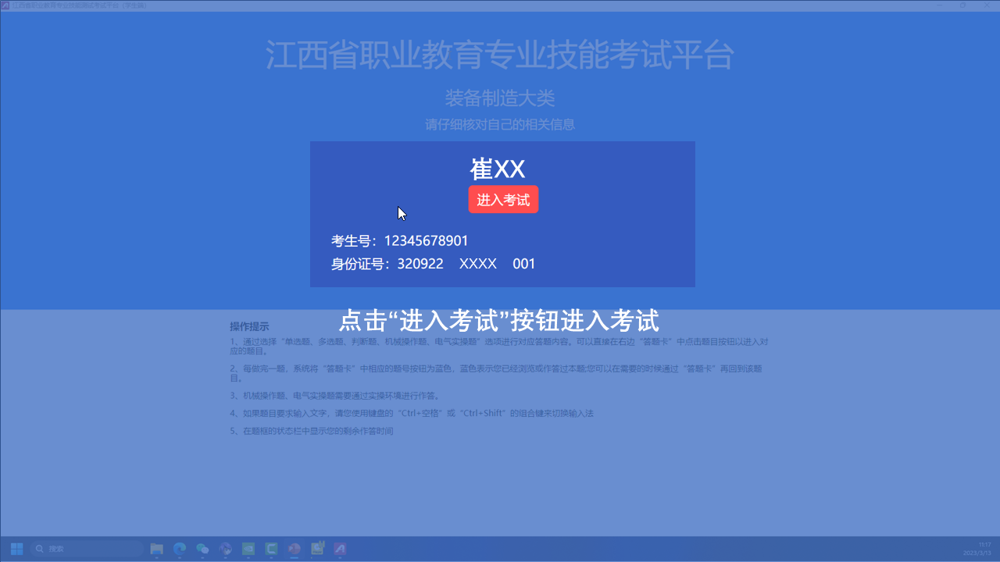 江西省职业教育专业技能测试考试平台（学生端）
江西省职业教育专业技能考试平台
装备制造大类
请仔细核对自己的相关信息
崔XX
进入考试
考生号：12345678901
身份证号：320922 XXXX 001
点击“进入考试”按钮进入考试
操作提示
1、通过选择“单选题、多选题、判断题、机械操作题、电气实操题”选项进行对应答题内容。可以直接在右边“答题卡”中点击题目按钮以进入对
应的题目。
2、每做完一题，系统将“答题卡”中相应的题号按钮为蓝色，蓝色表示您已经浏览或作答过本题;您可以在需要的时候通过“答题卡”再回到该题
目。
3、机械操作题、电气实操题需要通过实操环境进行作答。
4、如果题目要求输入文字，请您使用键盘的“Ctrl+空格”或“Ctrl+Shift”的组合键来切换输入法
5、在题框的状态栏中显示您的剩余作答时间
搜索
11:17
2023/3/13